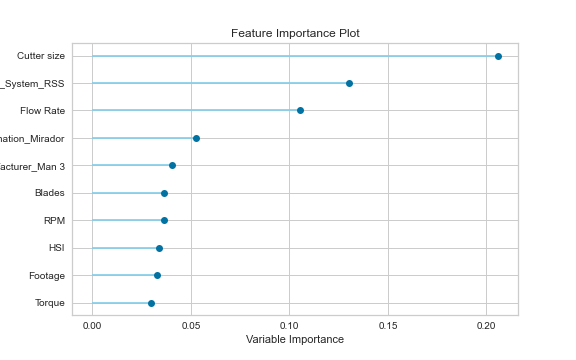 Feature Importance Plot
Cutter size
_System_RSS
Flow Rate
nation_Mirador
facturer_Man 3
Blades
RPM
HSI
Footage
Torque
0.00 0.05 0.10 0.15 0.20
Variable Importance